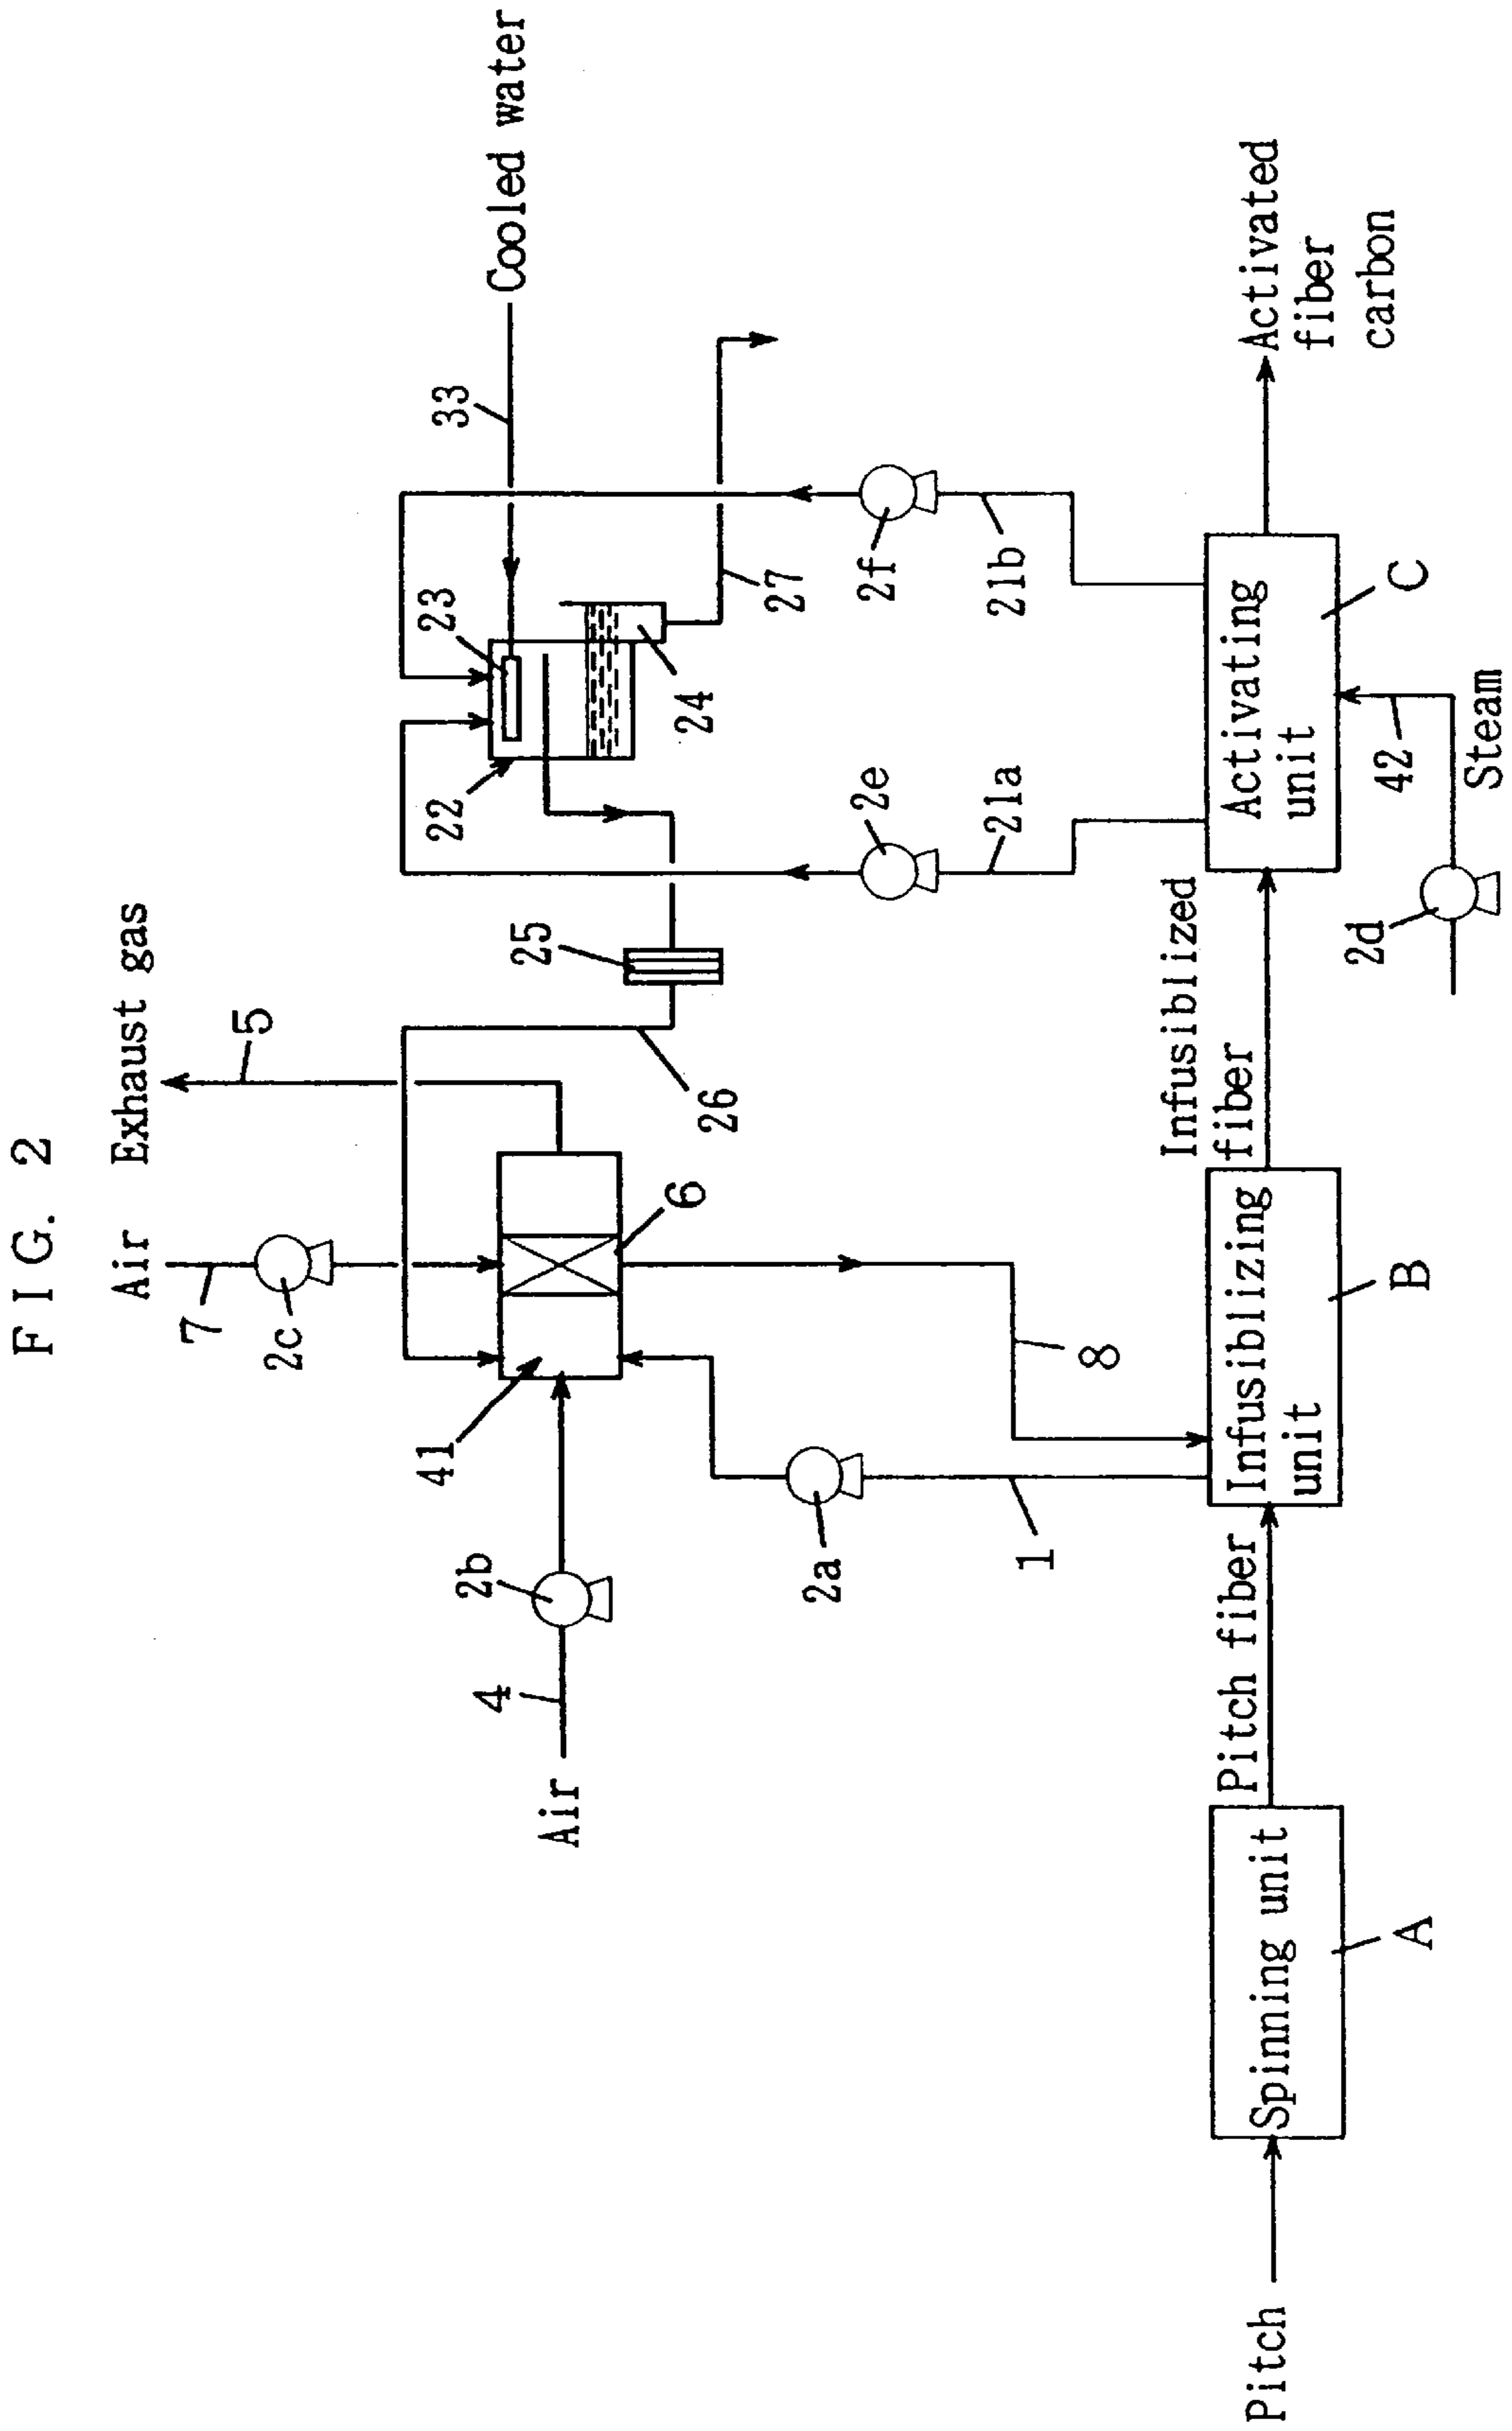 FIG. 2
Air
Exhaust gas
7
5
2c
Cooled water
33
23
22
24
25
26
27
41
6
4
2b
Air
2a
1
8
2e
21a
2f
21b
Pitch
Spinning unit
A
Pitch fiber
Infusiblizing
unit
B
Infusiblized
fiber
Activating
unit
C
Activated
fiber
carbon
42
2d
Steam